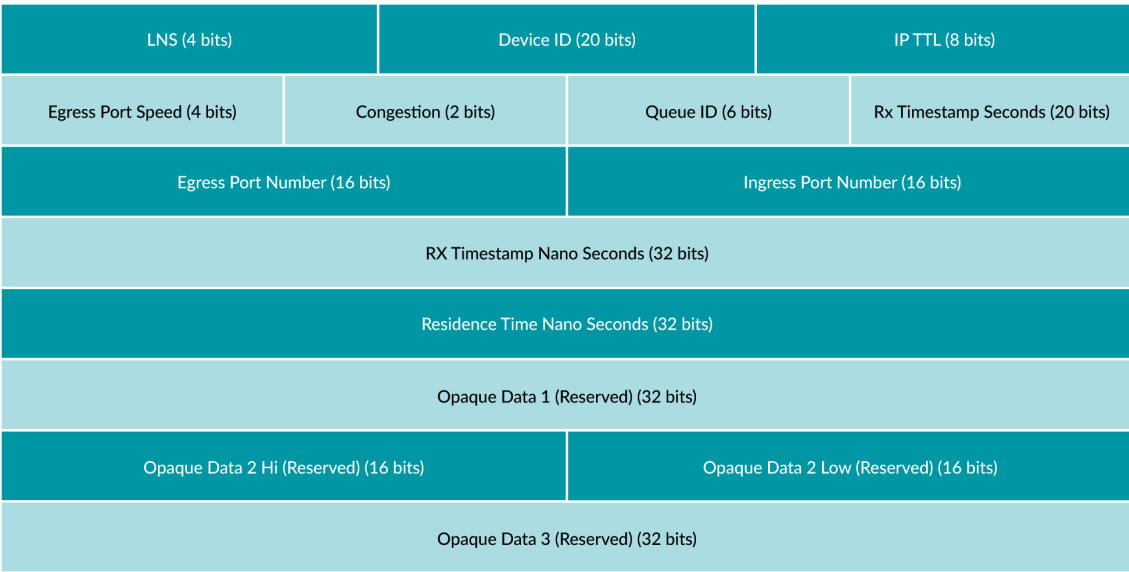 LNS (4 bits) Device ID (20 bits) IP TTL (8 bits)
Egress Port Speed (4 bits) Congestion (2 bits) Queue ID (6 bits) Rx Timestamp Seconds (20 bits)
Egress Port Number (16 bits) Ingress Port Number (16 bits)
RX Timestamp Nano Seconds (32 bits)
Residence Time Nano Seconds (32 bits)
Opaque Data 1 (Reserved) (32 bits)
Opaque Data 2 Hi (Reserved) (16 bits) Opaque Data 2 Low (Reserved) (16 bits)
Opaque Data 3 (Reserved) (32 bits)